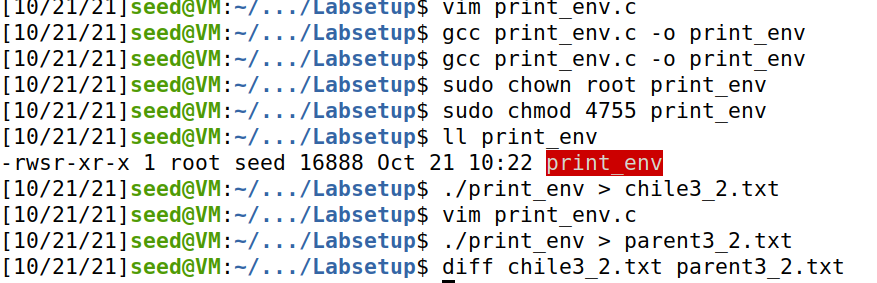 [10/21/21]seed@VM:~/.../Labsetup$ vim print_env.c
[10/21/21]seed@VM:~/.../Labsetup$ gcc print_env.c -o print_env
[10/21/21]seed@VM:~/.../Labsetup$ gcc print_env.c -o print_env
[10/21/21]seed@VM:~/.../Labsetup$ sudo chown root print_env
[10/21/21]seed@VM:~/.../Labsetup$ sudo chmod 4755 print_env
[10/21/21]seed@VM:~/.../Labsetup$ ll print_env
-rwsr-xr-x 1 root seed 16888 Oct 21 10:22 print_env
[10/21/21]seed@VM:~/.../Labsetup$ ./print_env > chile3_2.txt
[10/21/21]seed@VM:~/.../Labsetup$ vim print_env.c
[10/21/21]seed@VM:~/.../Labsetup$ ./print_env > parent3_2.txt
[10/21/21]seed@VM:~/.../Labsetup$ diff chile3_2.txt parent3_2.txt